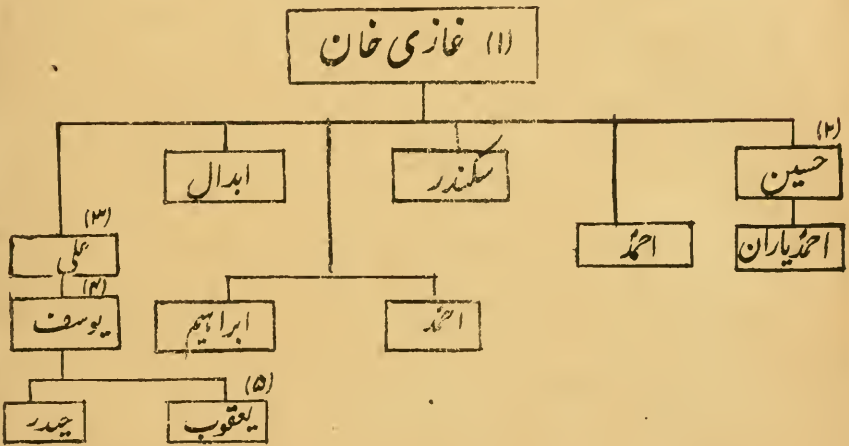 (۱) غازی خان
(۲)
حسین
سکندر
ابدال
احمد
احمد یاران
(۳)
علی
(۴)
یوسف
احمد
ابراہیم
(۵)
یعقوب
حیدر